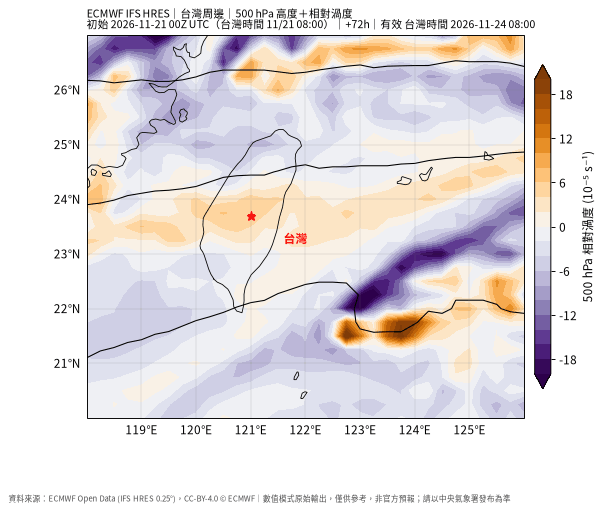 ECMWF IFS HRES｜台灣周邊｜500 hPa 高度＋相對渦度
初始 2026-11-21 00Z UTC（台灣時間 11/21 08:00）｜+72h｜有效 台灣時間 2026-11-24 08:00
26°N
25°N
24°N
23°N
22°N
21°N
119°E 120°E 121°E 122°E 123°E 124°E 125°E
台灣
18
12
6
0
-6
-12
-18
500 hPa 相對渦度 (10⁻⁵ s⁻¹)
資料來源：ECMWF Open Data (IFS HRES 0.25°)，CC-BY-4.0 © ECMWF｜數值模式原始輸出，僅供參考，非官方預報；請以中央氣象署發布為準